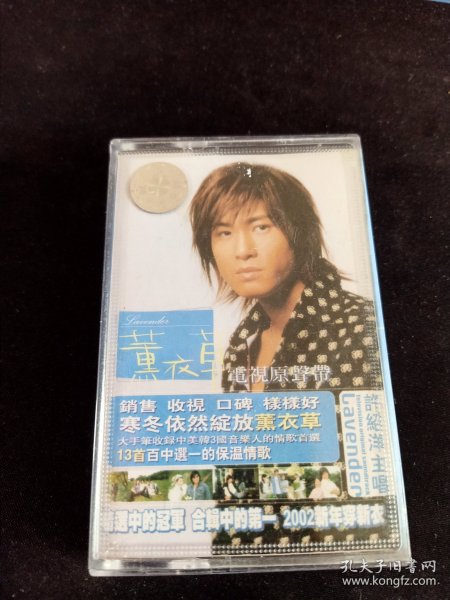 Lavender
薰衣草
電視原聲帶
銷售 收視 口碑 樣樣好
寒冬依然綻放薰衣草
大手筆收錄中美韓3國音樂人的情歌首選
13首百中選一的保溫情歌
選中的冠軍 合輯中的第一 2002新年穿新衣
許紹洋主唱
Lavender
孔夫子旧书网
www.kongfz.com